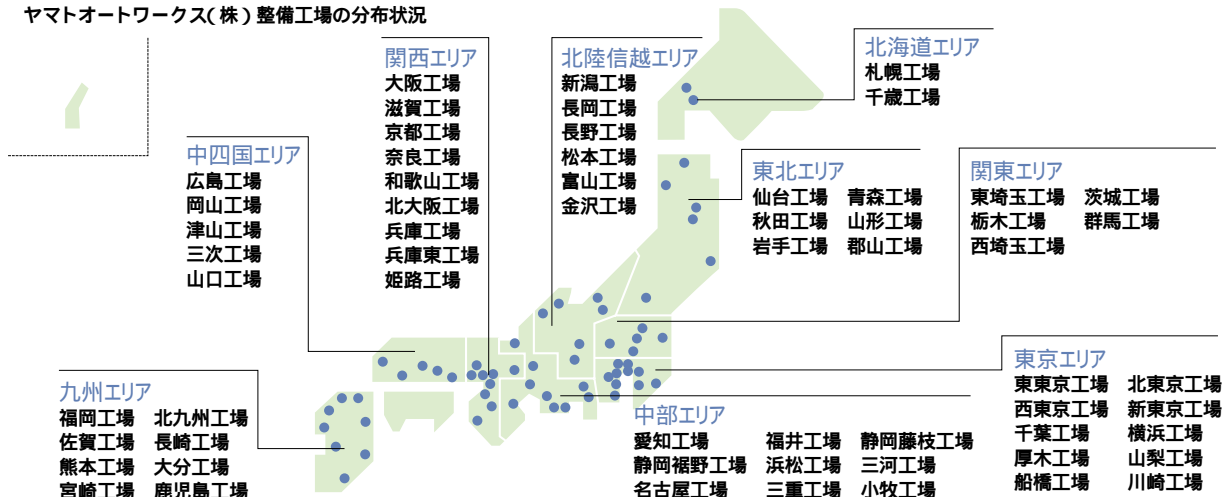 ヤマトオートワークス(株)整備工場の分布状況
関西エリア
大阪工場
滋賀工場
京都工場
奈良工場
和歌山工場
北大阪工場
兵庫工場
兵庫東工場
姫路工場
北陸信越エリア
新潟工場
長岡工場
長野工場
松本工場
富山工場
金沢工場
北海道エリア
札幌工場
千歳工場
中四国エリア
広島工場
岡山工場
津山工場
三次工場
山口工場
東北エリア
仙台工場 青森工場
秋田工場 山形工場
岩手工場 郡山工場
関東エリア
東埼玉工場 茨城工場
栃木工場 群馬工場
西埼玉工場
九州エリア
福岡工場 北九州工場
佐賀工場 長崎工場
熊本工場 大分工場
宮崎工場 鹿児島工場
中部エリア
愛知工場 福井工場 静岡藤枝工場
静岡裾野工場 浜松工場 三河工場
名古屋工場 三重工場 小牧工場
東京エリア
東東京工場 北東京工場
西東京工場 新東京工場
千葉工場 横浜工場
厚木工場 山梨工場
船橋工場 川崎工場